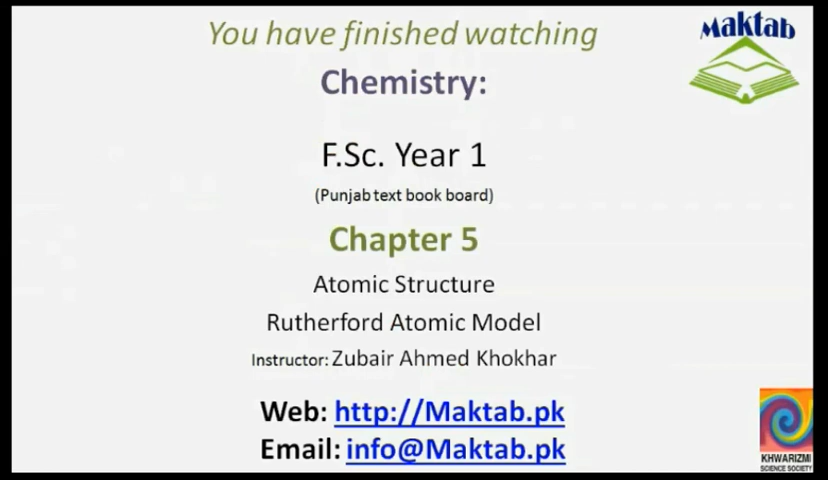 You have finished watching
Maktab
Chemistry:
F.Sc. Year 1
(Punjab text book board)
Chapter 5
Atomic Structure
Rutherford Atomic Model
Instructor: Zubair Ahmed Khokhar
Web: http://Maktab.pk
Email: info@Maktab.pk
KHWARIZMI
SCIENCE SOCIETY